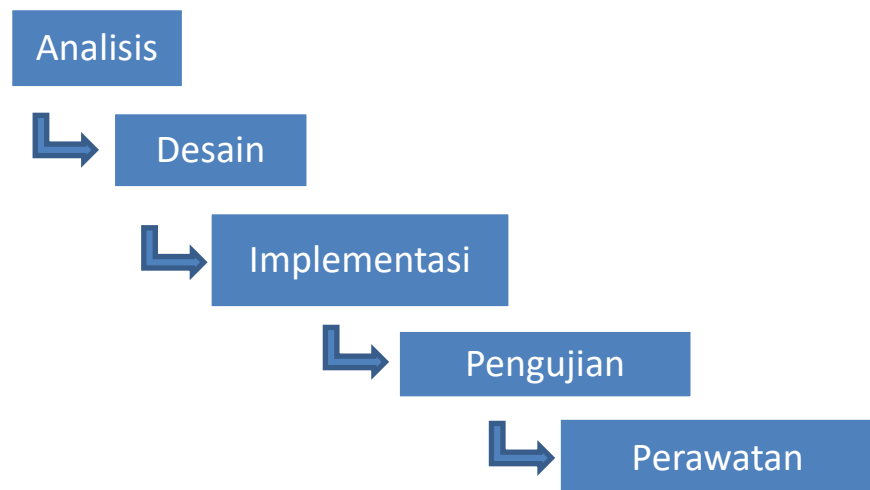 Analisis
Desain
Implementasi
Pengujian
Perawatan